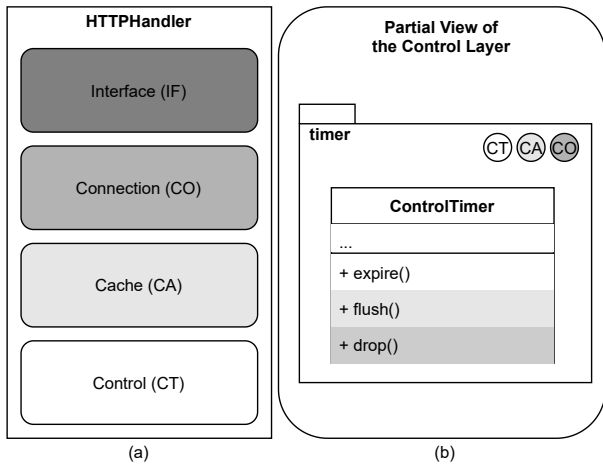 HTTPHandler
Interface (IF)
Connection (CO)
Cache (CA)
Control (CT)
(a)
Partial View of
the Control Layer
timer
CT CA CO
ControlTimer
...
+ expire()
+ flush()
+ drop()
(b)